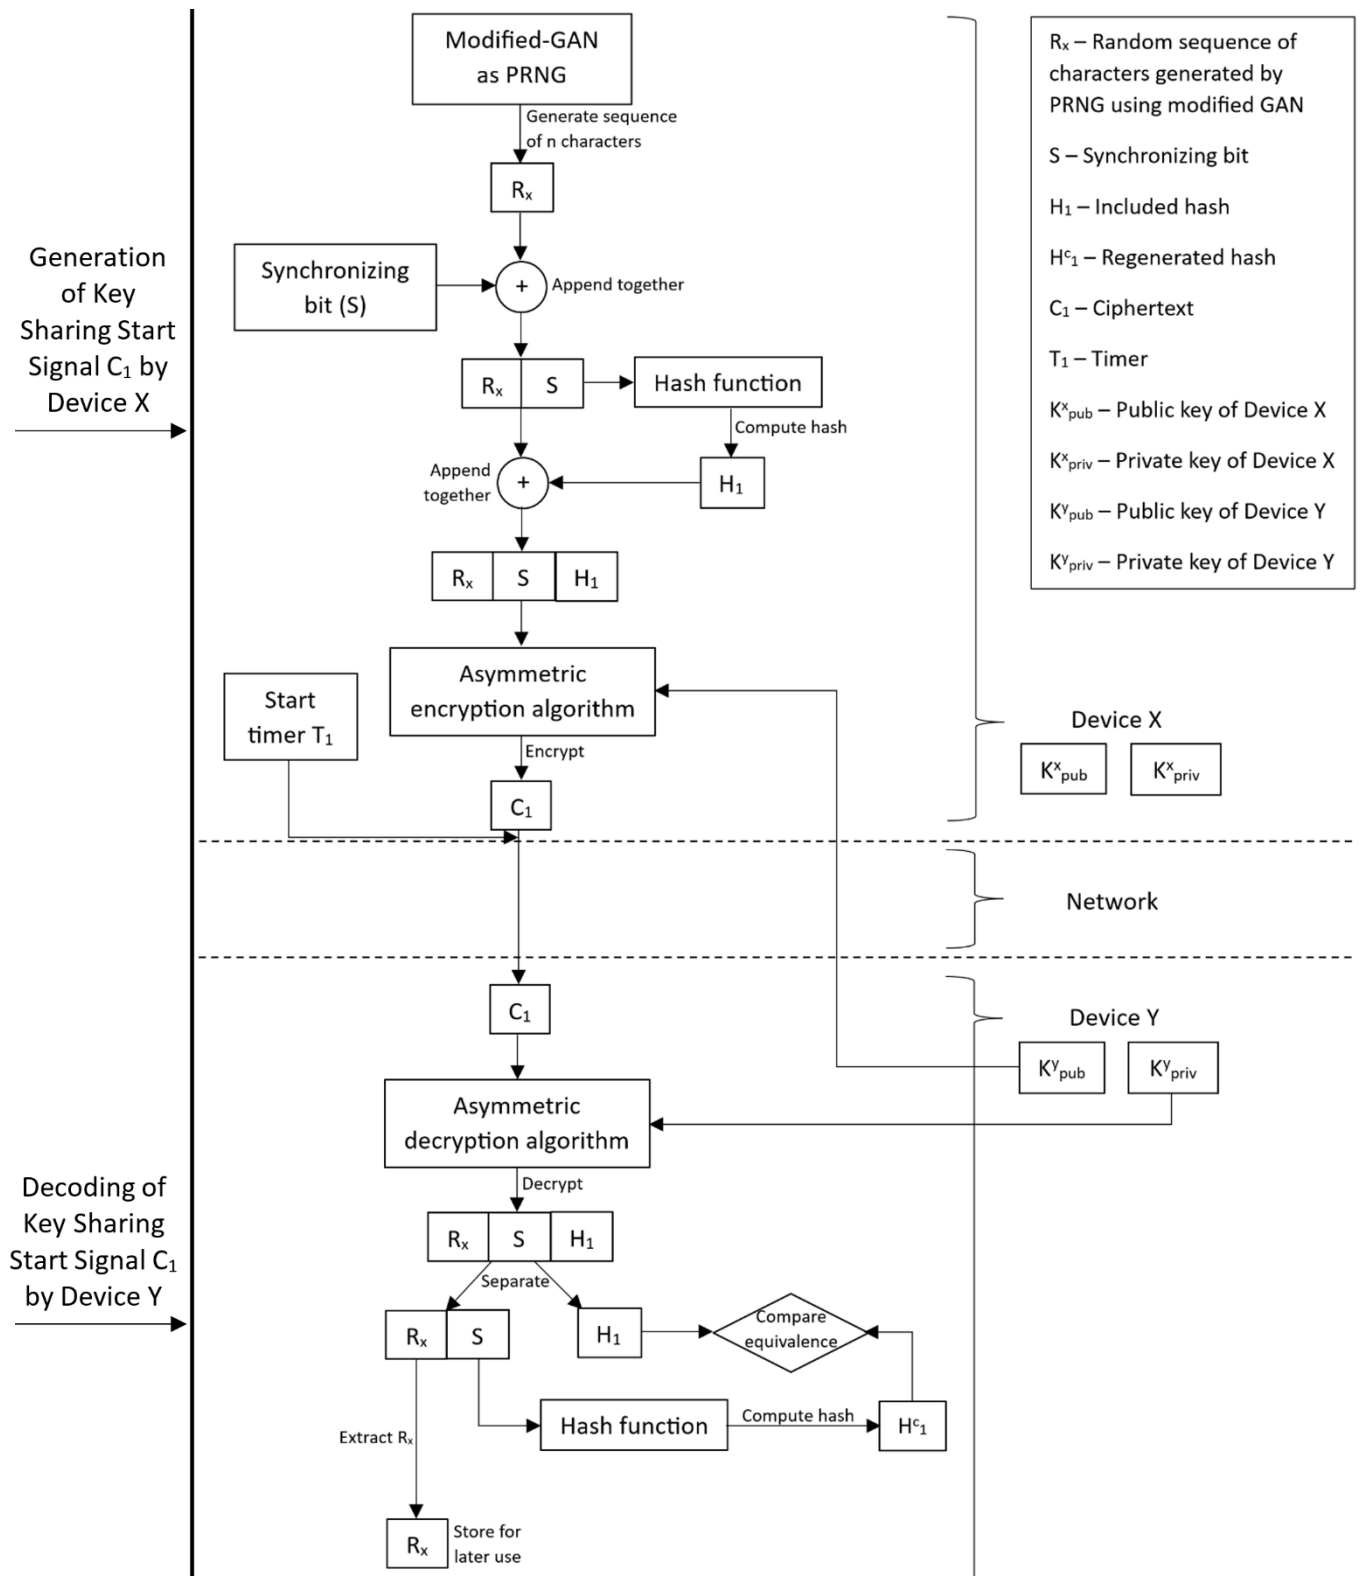 Modified-GAN
as PRNG
Generate sequence
of n characters
Rₓ
Synchronizing
bit (S)
+
Append together
Rₓ
S
Hash function
Compute hash
Append
together
+
H₁
Rₓ
S
H₁
Asymmetric
encryption algorithm
Start
timer T₁
Encrypt
C₁
Generation
of Key
Sharing Start
Signal C₁ by
Device X
Rₓ – Random sequence of
characters generated by
PRNG using modified GAN
S – Synchronizing bit
H₁ – Included hash
Hᶜ₁ – Regenerated hash
C₁ – Ciphertext
T₁ – Timer
Kˣpub – Public key of Device X
Kˣpriv – Private key of Device X
Kʸpub – Public key of Device Y
Kʸpriv – Private key of Device Y
Device X
Kˣpub
Kˣpriv
Network
Device Y
Kʸpub
Kʸpriv
C₁
Asymmetric
decryption algorithm
Decrypt
Rₓ
S
H₁
Separate
Rₓ
S
H₁
Compare
equivalence
Hash function
Compute hash
Hᶜ₁
Extract Rₓ
Rₓ
Store for
later use
Decoding of
Key Sharing
Start Signal C₁
by Device Y